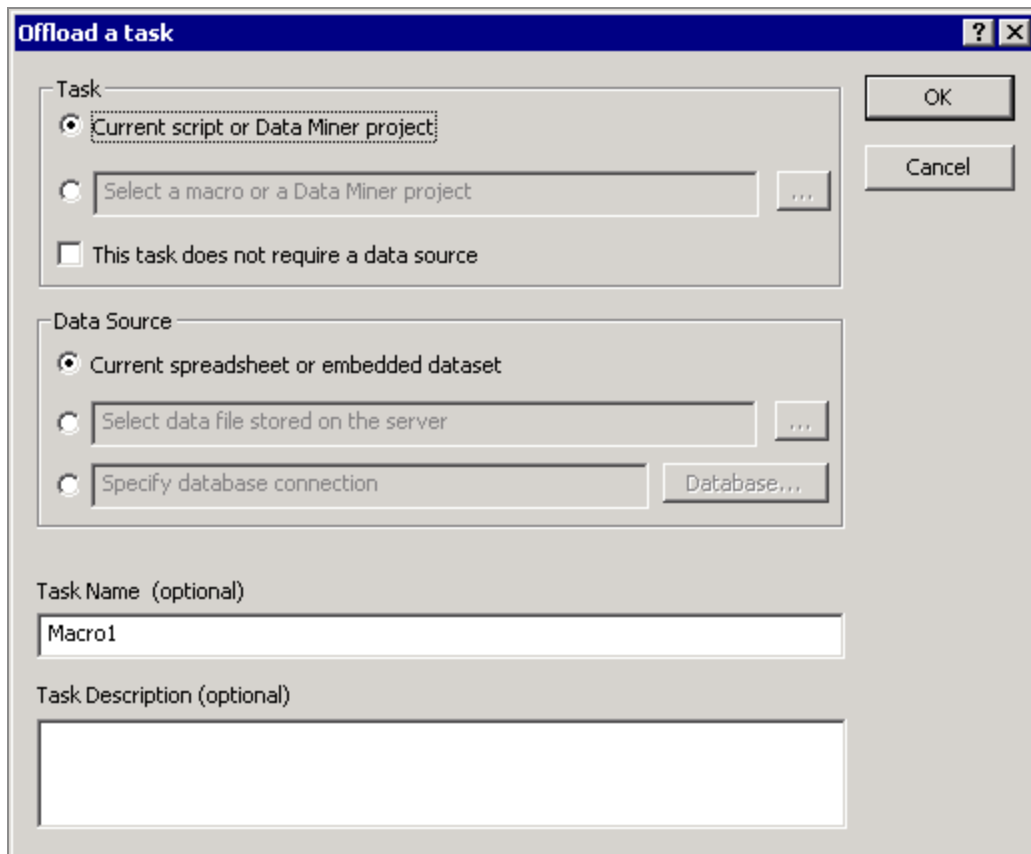 Offload a task
Task
OK
Current script or Data Miner project
Cancel
Select a macro or a Data Miner project
...
This task does not require a data source
Data Source
Current spreadsheet or embedded dataset
Select data file stored on the server
...
Specify database connection
Database...
Task Name (optional)
Macro1
Task Description (optional)